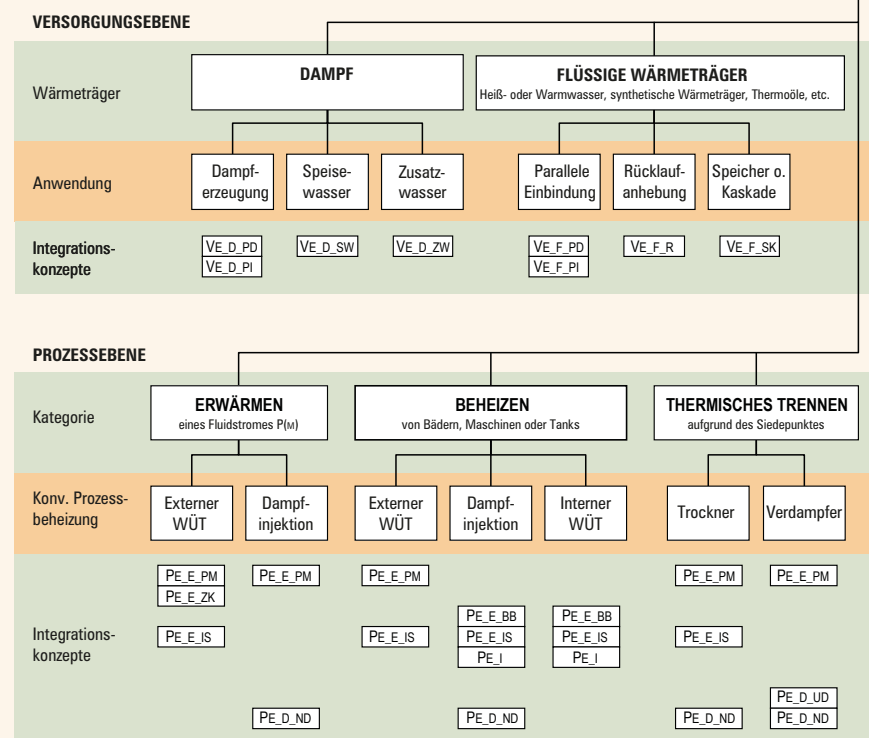 VERSORGUNGSEBENE
Wärmeträger
DAMPF
FLÜSSIGE WÄRMETRÄGER
Heiß- oder Warmwasser, synthetische Wärmeträger, Thermoöle, etc.
Anwendung
Dampf-
erzeugung
Speise-
wasser
Zusatz-
wasser
Parallele
Einbindung
Rücklauf-
anhebung
Speicher o.
Kaskade
Integrations-
konzepte
VE_D_PD
VE_D_PI
VE_D_SW
VE_D_ZW
VE_F_PD
VE_F_PI
VE_F_R
VE_F_SK
PROZESSEBENE
Kategorie
ERWÄRMEN
eines Fluidstromes P(M)
BEHEIZEN
von Bädern, Maschinen oder Tanks
THERMISCHES TRENNEN
aufgrund des Siedepunktes
Konv. Prozess-
beheizung
Externer
WÜT
Dampf-
injektion
Externer
WÜT
Dampf-
injektion
Interner
WÜT
Trockner
Verdampfer
Integrations-
konzepte
PE_E_PM
PE_E_ZK
PE_E_PM
PE_E_PM
PE_E_PM
PE_E_PM
PE_E_IS
PE_E_IS
PE_E_BB
PE_E_IS
PE_I
PE_E_BB
PE_E_IS
PE_I
PE_E_IS
PE_D_ND
PE_D_ND
PE_D_ND
PE_D_UD
PE_D_ND